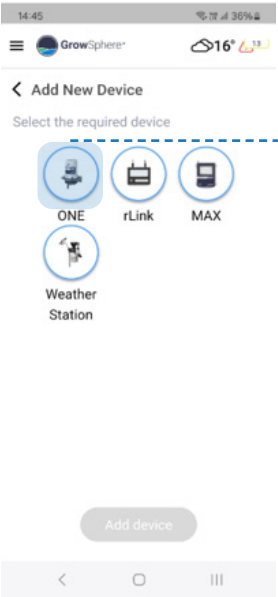 14:45 36%
GrowSphere 16° 13
Add New Device
Select the required device
ONE rLink MAX
Weather
Station
Add device